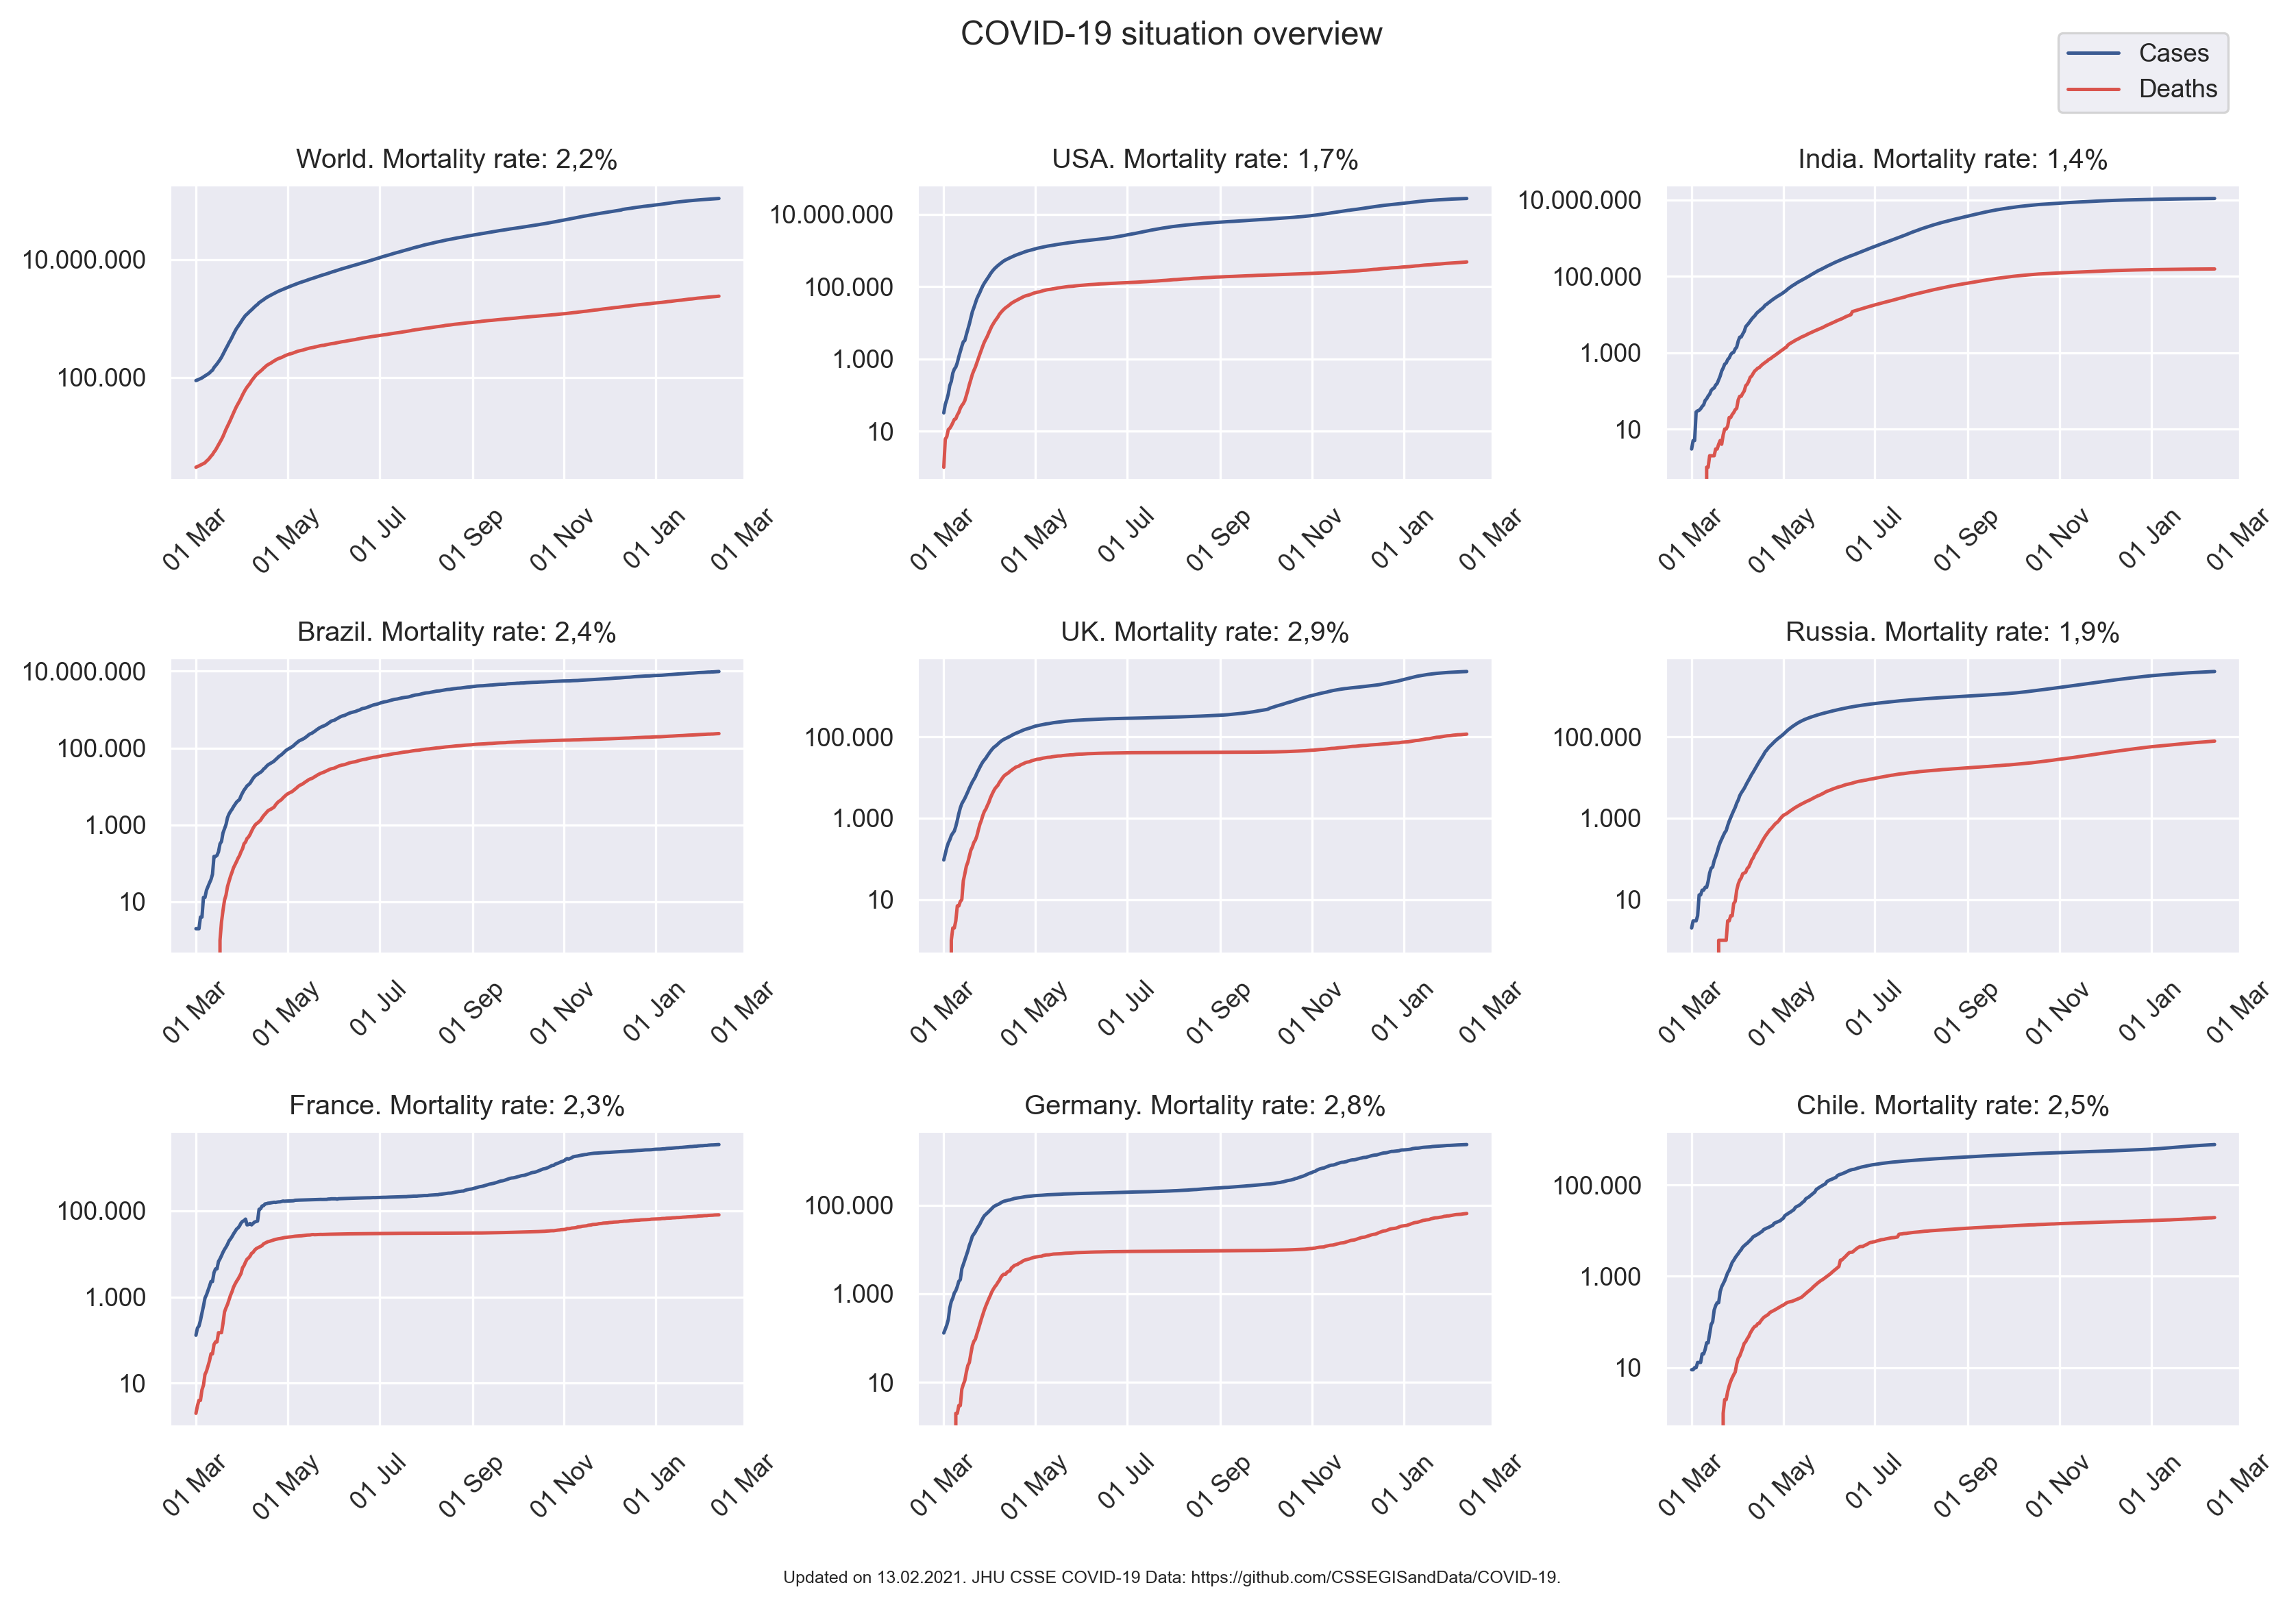 COVID-19 situation overview
Cases
Deaths
World. Mortality rate: 2,2%
10.000.000
100.000
01 Mar
01 May
01 Jul
01 Sep
01 Nov
01 Jan
01 Mar
USA. Mortality rate: 1,7%
10.000.000
100.000
1.000
10
01 Mar
01 May
01 Jul
01 Sep
01 Nov
01 Jan
01 Mar
India. Mortality rate: 1,4%
10.000.000
100.000
1.000
10
01 Mar
01 May
01 Jul
01 Sep
01 Nov
01 Jan
01 Mar
Brazil. Mortality rate: 2,4%
10.000.000
100.000
1.000
10
01 Mar
01 May
01 Jul
01 Sep
01 Nov
01 Jan
01 Mar
UK. Mortality rate: 2,9%
100.000
1.000
10
01 Mar
01 May
01 Jul
01 Sep
01 Nov
01 Jan
01 Mar
Russia. Mortality rate: 1,9%
100.000
1.000
10
01 Mar
01 May
01 Jul
01 Sep
01 Nov
01 Jan
01 Mar
France. Mortality rate: 2,3%
100.000
1.000
10
01 Mar
01 May
01 Jul
01 Sep
01 Nov
01 Jan
01 Mar
Germany. Mortality rate: 2,8%
100.000
1.000
10
01 Mar
01 May
01 Jul
01 Sep
01 Nov
01 Jan
01 Mar
Chile. Mortality rate: 2,5%
100.000
1.000
10
01 Mar
01 May
01 Jul
01 Sep
01 Nov
01 Jan
01 Mar
Updated on 13.02.2021. JHU CSSE COVID-19 Data: https://github.com/CSSEGISandData/COVID-19.